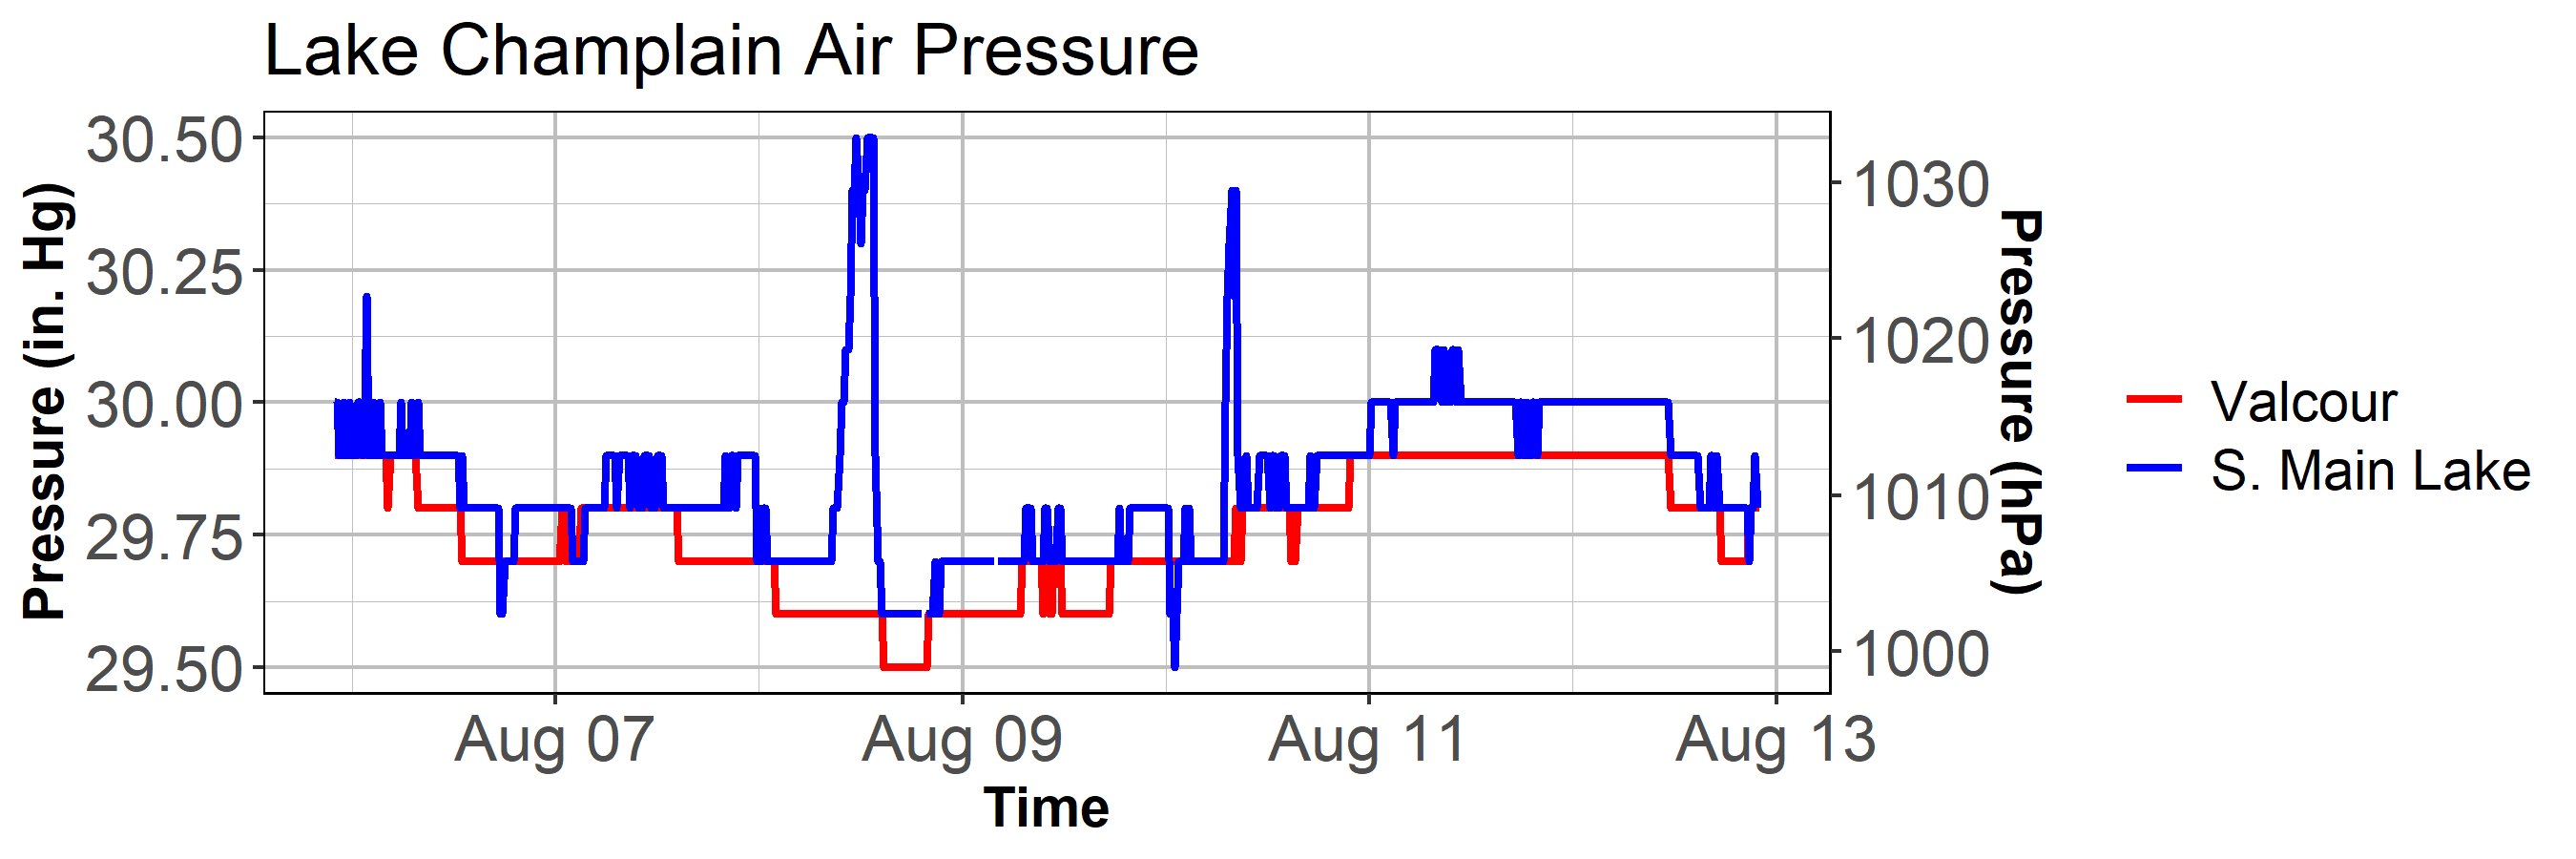 Lake Champlain Air Pressure
Pressure (in. Hg)
30.50
30.25
30.00
29.75
29.50
1030
1020
1010
1000
Pressure (hPa)
Aug 07 Aug 09 Aug 11 Aug 13
Time
Valcour
S. Main Lake